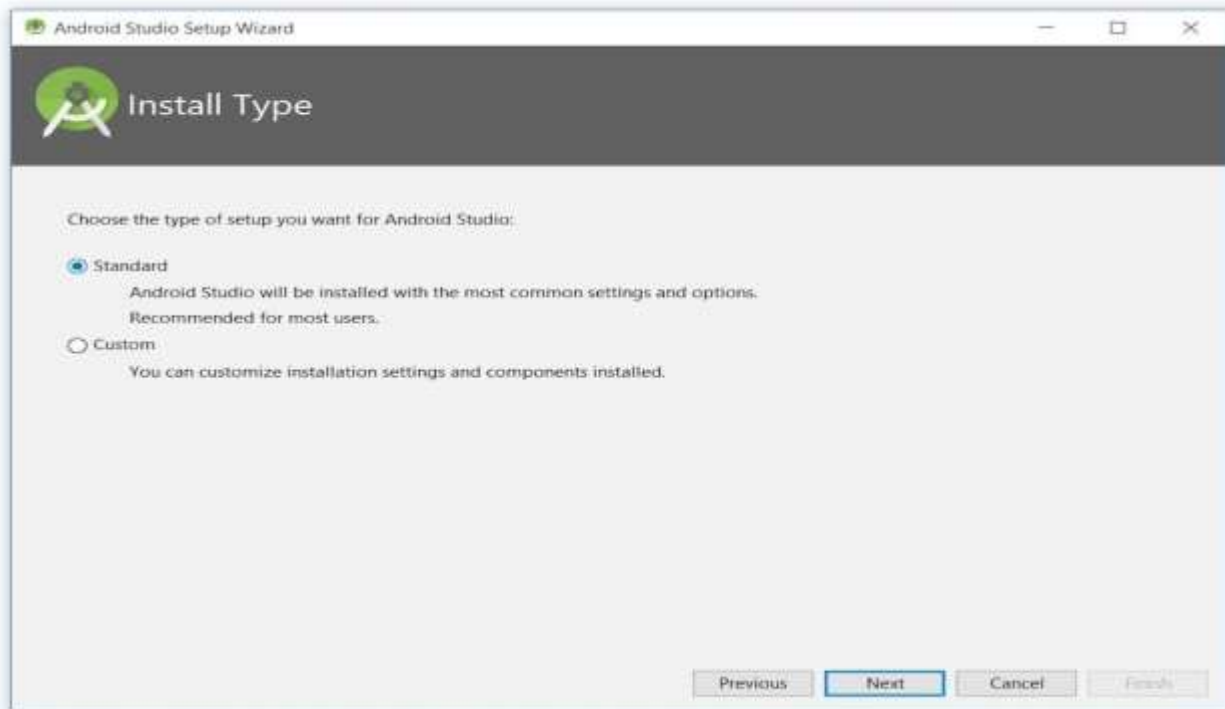 Android Studio Setup Wizard
Install Type
Choose the type of setup you want for Android Studio:
Standard
Android Studio will be installed with the most common settings and options.
Recommended for most users.
Custom
You can customize installation settings and components installed.
Previous Next Cancel Finish